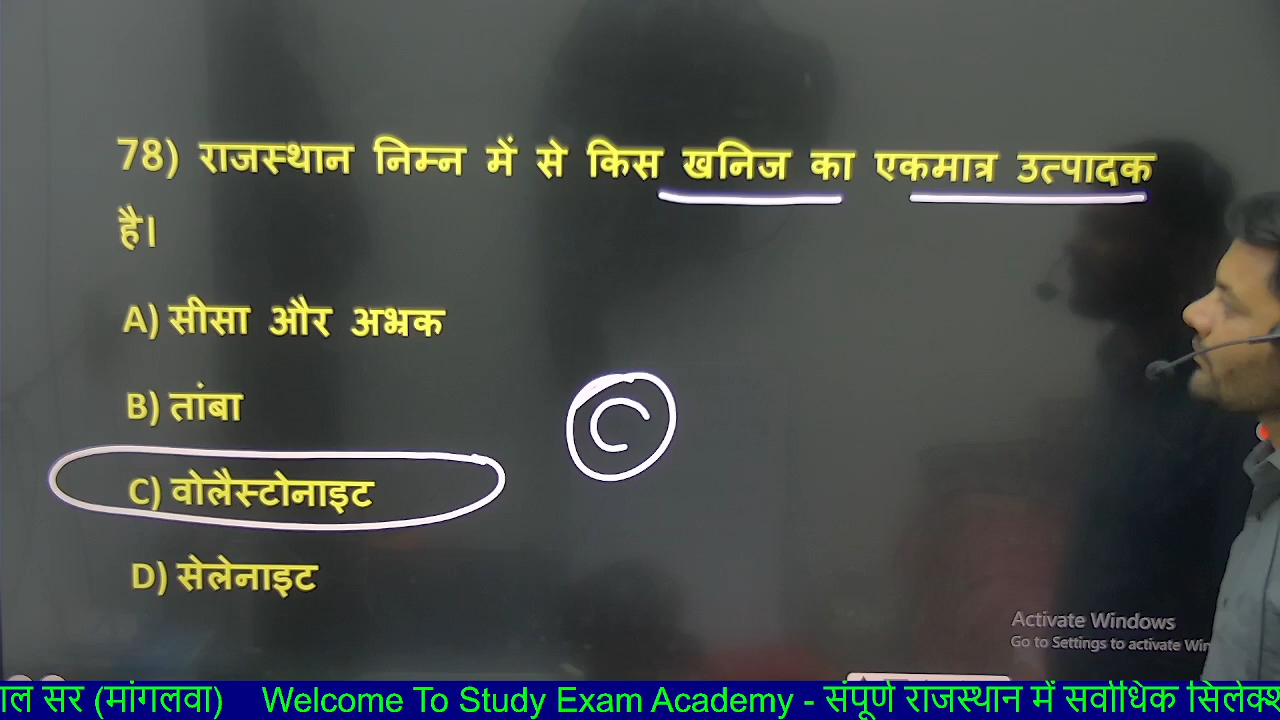 78) राजस्थान निम्न में से किस खनिज का एकमात्र उत्पादक
है।
A) सीसा और अभ्रक
B) तांबा
C) वोलैस्टोनाइट
C
D) सेलेनाइट
Activate Windows
Go to Settings to activate
सर (मांगलवा) Welcome To Study Exam Academy - संपूर्ण राजस्थान में सर्वाधिक